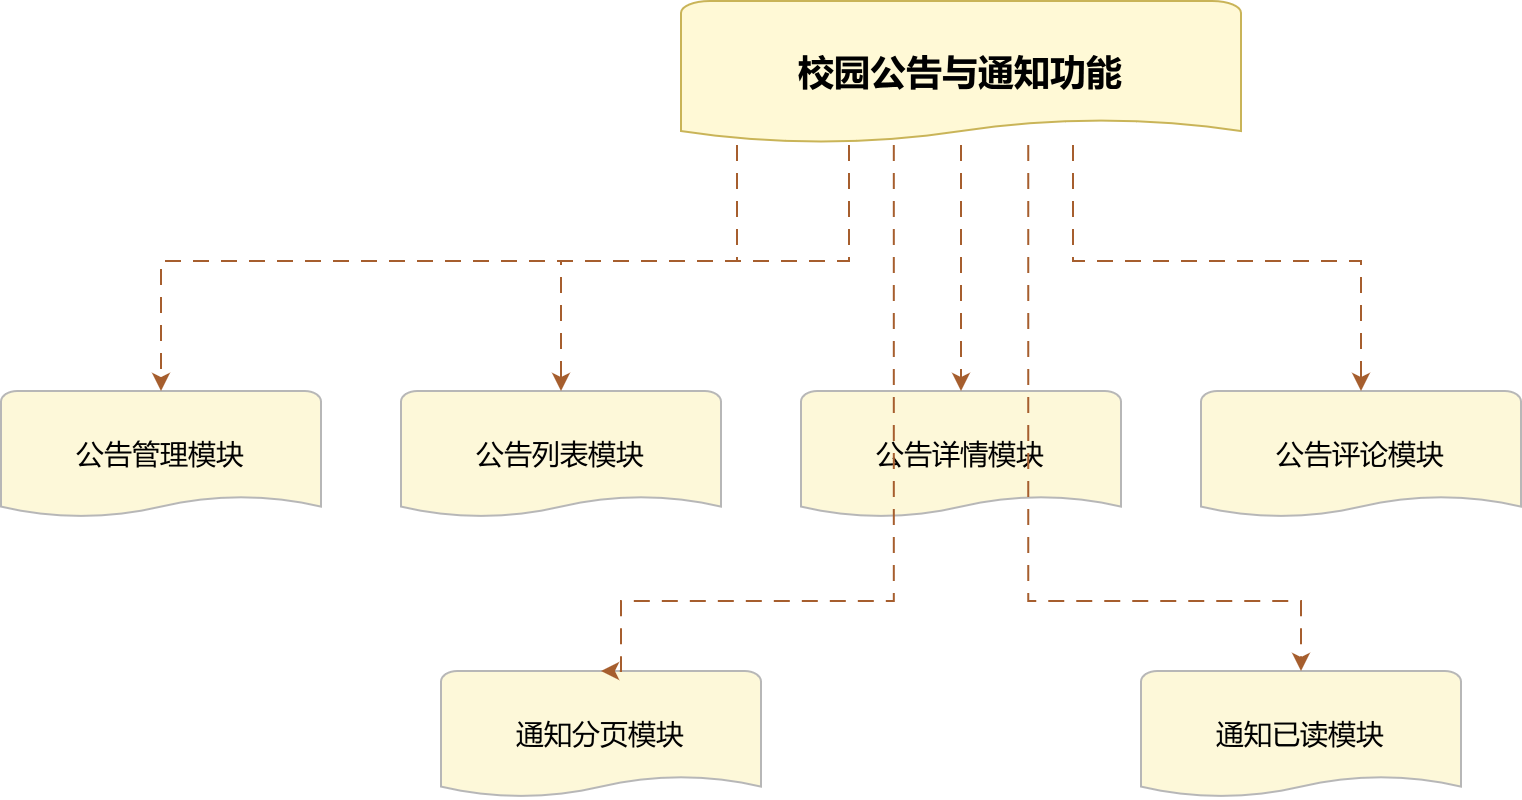 校园公告与通知功能
公告管理模块
公告列表模块
公告详情模块
公告评论模块
通知分页模块
通知已读模块